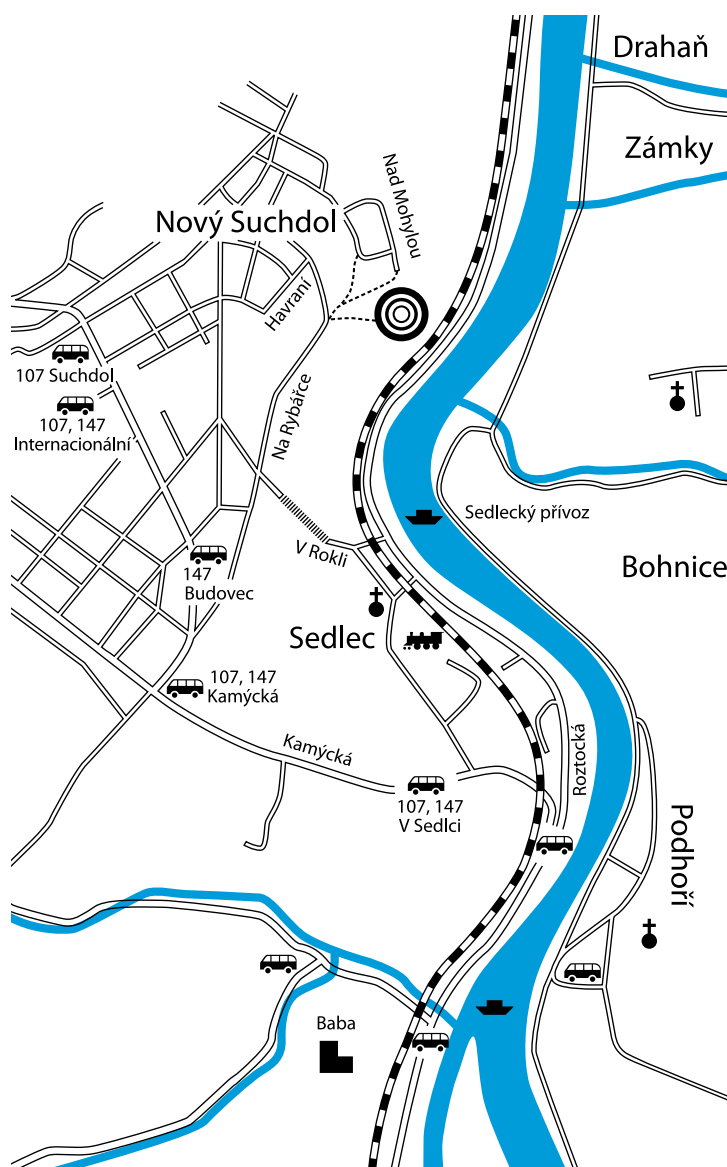 Drahaň
Zámky
Nad Mohylou
Nový Suchdol
Havraní
107 Suchdol
107, 147
Internacionální
Na Rybářce
Sedlecký přívoz
V Rokli
147
Budovec
Bohnice
Sedlec
107, 147
Kamýcká
Kamýcká
Roztocká
107, 147
V Sedlci
Podhoří
Baba